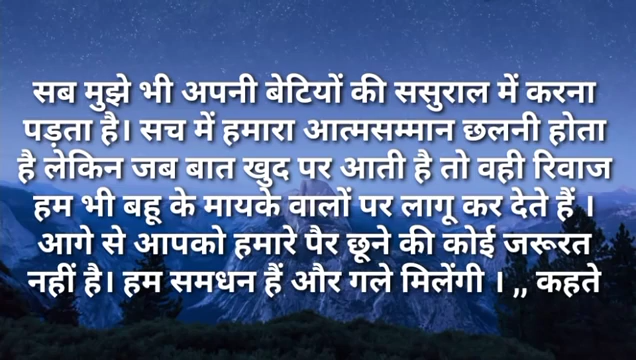 सब मुझे भी अपनी बेटियों की ससुराल में करना
पड़ता है। सच में हमारा आत्मसम्मान छलनी होता
है लेकिन जब बात खुद पर आती है तो वही रिवाज
हम भी बहू के मायके वालों पर लागू कर देते हैं ।
आगे से आपको हमारे पैर छूने की कोई जरूरत
नहीं है। हम समधन हैं और गले मिलेंगी । ,, कहते